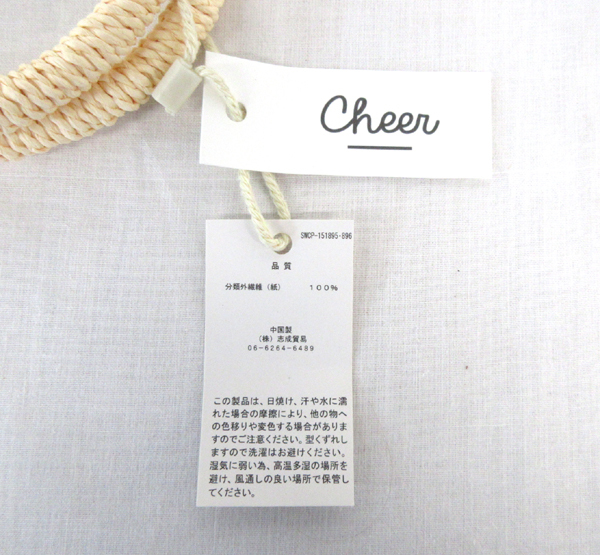 Cheer
SWCP-151895-896
品質
分類外繊維（紙） 100%
中国製
（株）志成貿易
06-6264-6489
この製品は、日焼け、汗や水に濡
れた場合の摩擦により、他の物へ
の色移りや変色する場合がありま
すのでご注意ください。型くずれし
ますので洗濯はお避けください。
湿気に弱い為、高温多湿の場所を
避け、風通しの良い場所で保管し
てください。